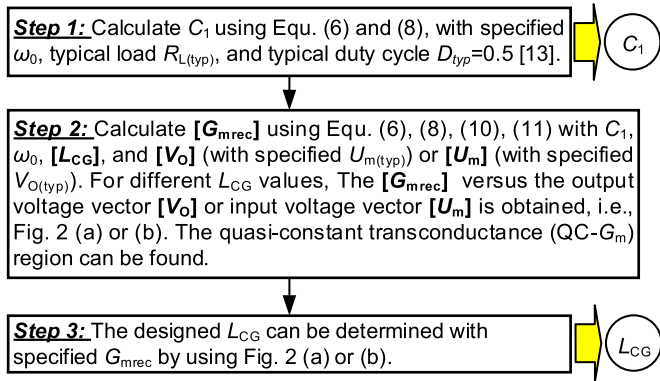 Step 1: Calculate C1 using Equ. (6) and (8), with specified
ω0, typical load RL(typ), and typical duty cycle Dtyp=0.5 [13].
C1
Step 2: Calculate [Gmrec] using Equ. (6), (8), (10), (11) with C1,
ω0, [LCG], and [VO] (with specified Um(typ)) or [Um] (with specified
VO(typ)). For different LCG values, The [Gmrec] versus the output
voltage vector [VO] or input voltage vector [Um] is obtained, i.e.,
Fig. 2 (a) or (b). The quasi-constant transconductance (QC-Gm)
region can be found.
Step 3: The designed LCG can be determined with
specified Gmrec by using Fig. 2 (a) or (b).
LCG